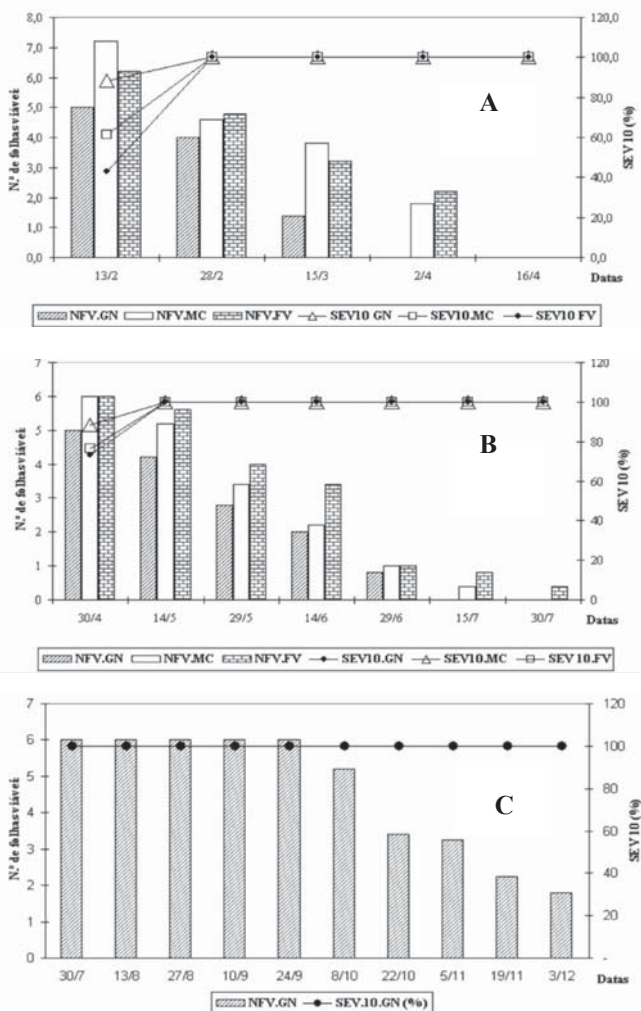 8,0
7,0
6,0
5,0
4,0
3,0
2,0
1,0
0,0
N.º de folhas viávei:
120,0
100,0
80,0
60,0
40,0
20,0
0,0
SEV10 (%)
A
13/2 28/2 15/3 2/4 16/4
Datas
NFV.GN NFV.MC NFV.FV SEV10 GN SEV10.MC SEV10 FV
7
6
5
4
3
2
1
0
N.º de folhas viávei:
120
100
80
60
40
20
0
SEV10 (%)
B
30/4 14/5 29/5 14/6 29/6 15/7 30/7
Datas
NFV.GN NFV.MC NFV.FV SEV10.GN SEV10.MC SEV10.FV
7
6
5
4
3
2
1
0
N.º de folhas viávei:
120
100
80
60
40
20
-
SEV10 (%)
C
30/7 13/8 27/8 10/9 24/9 8/10 22/10 5/11 19/11 3/12
Datas
NFV.GN SEV.10.GN (%)